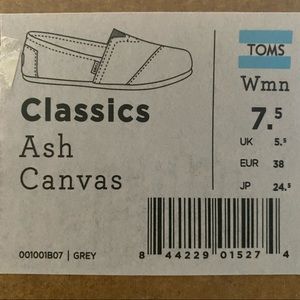 TOMS
Classics
Ash
Canvas
Wmn
7.5
UK 5.5
EUR 38
JP 24.5
001001B07 | GREY
8 44229 01527 4